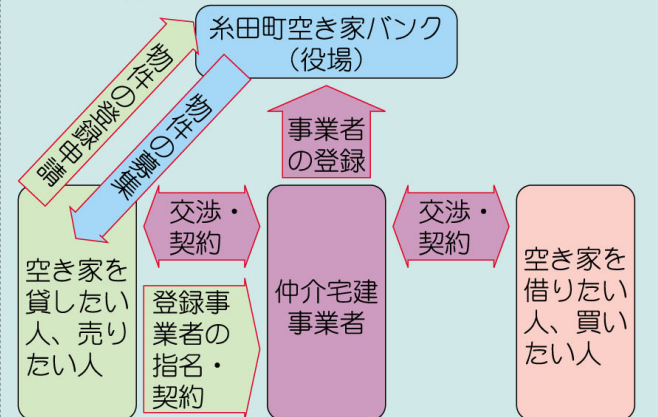 糸田町空き家バンク
（役場）
物件の登録申請
物件の募集
事業者
の登録
交渉・
契約
交渉・
契約
空き家を
貸したい
人、売り
たい人
登録事
業者の
指名・
契約
仲介宅建
事業者
空き家を
借りたい
人、買い
たい人